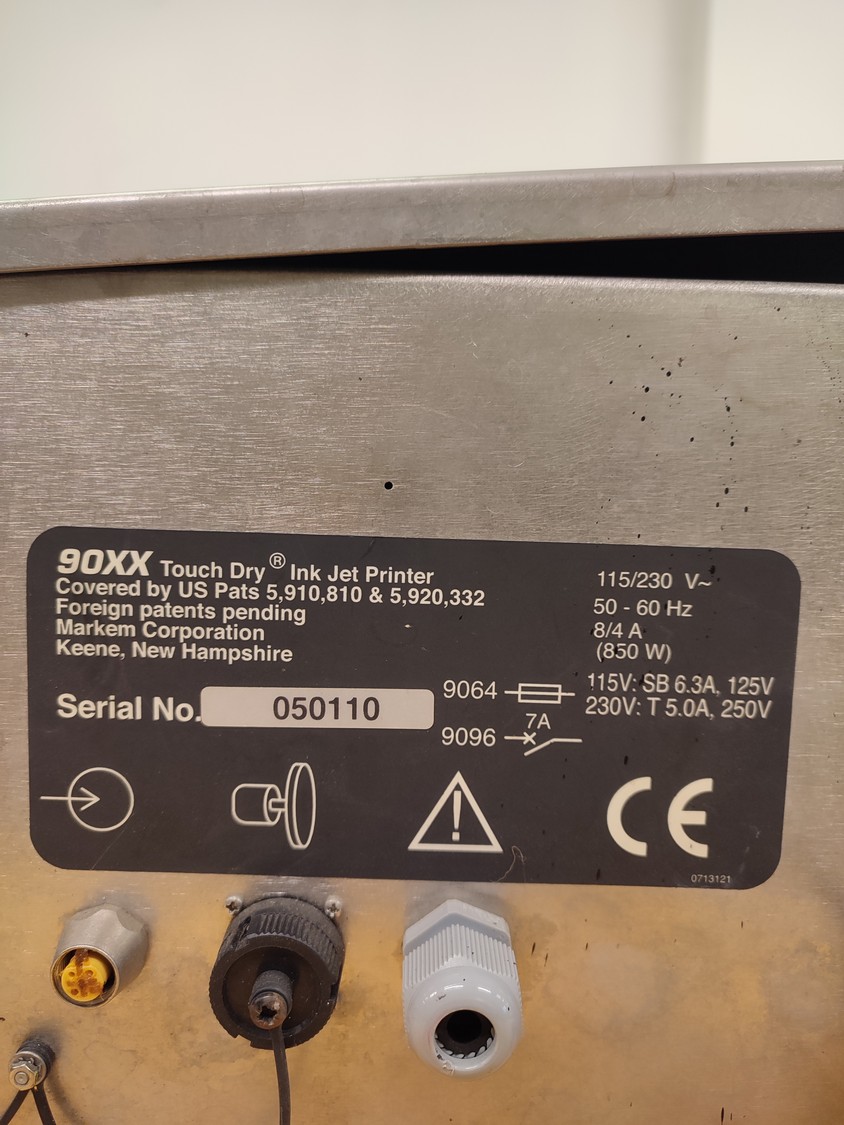 90XX Touch Dry® Ink Jet Printer
Covered by US Pats 5,910,810 & 5,920,332
Foreign patents pending
Markem Corporation
Keene, New Hampshire
Serial No. 050110
115/230 V~
50 - 60 Hz
8/4 A
(850 W)
9064 115V: SB 6.3A, 125V
230V: T 5.0A, 250V
7A
9096
!
CE
0713121